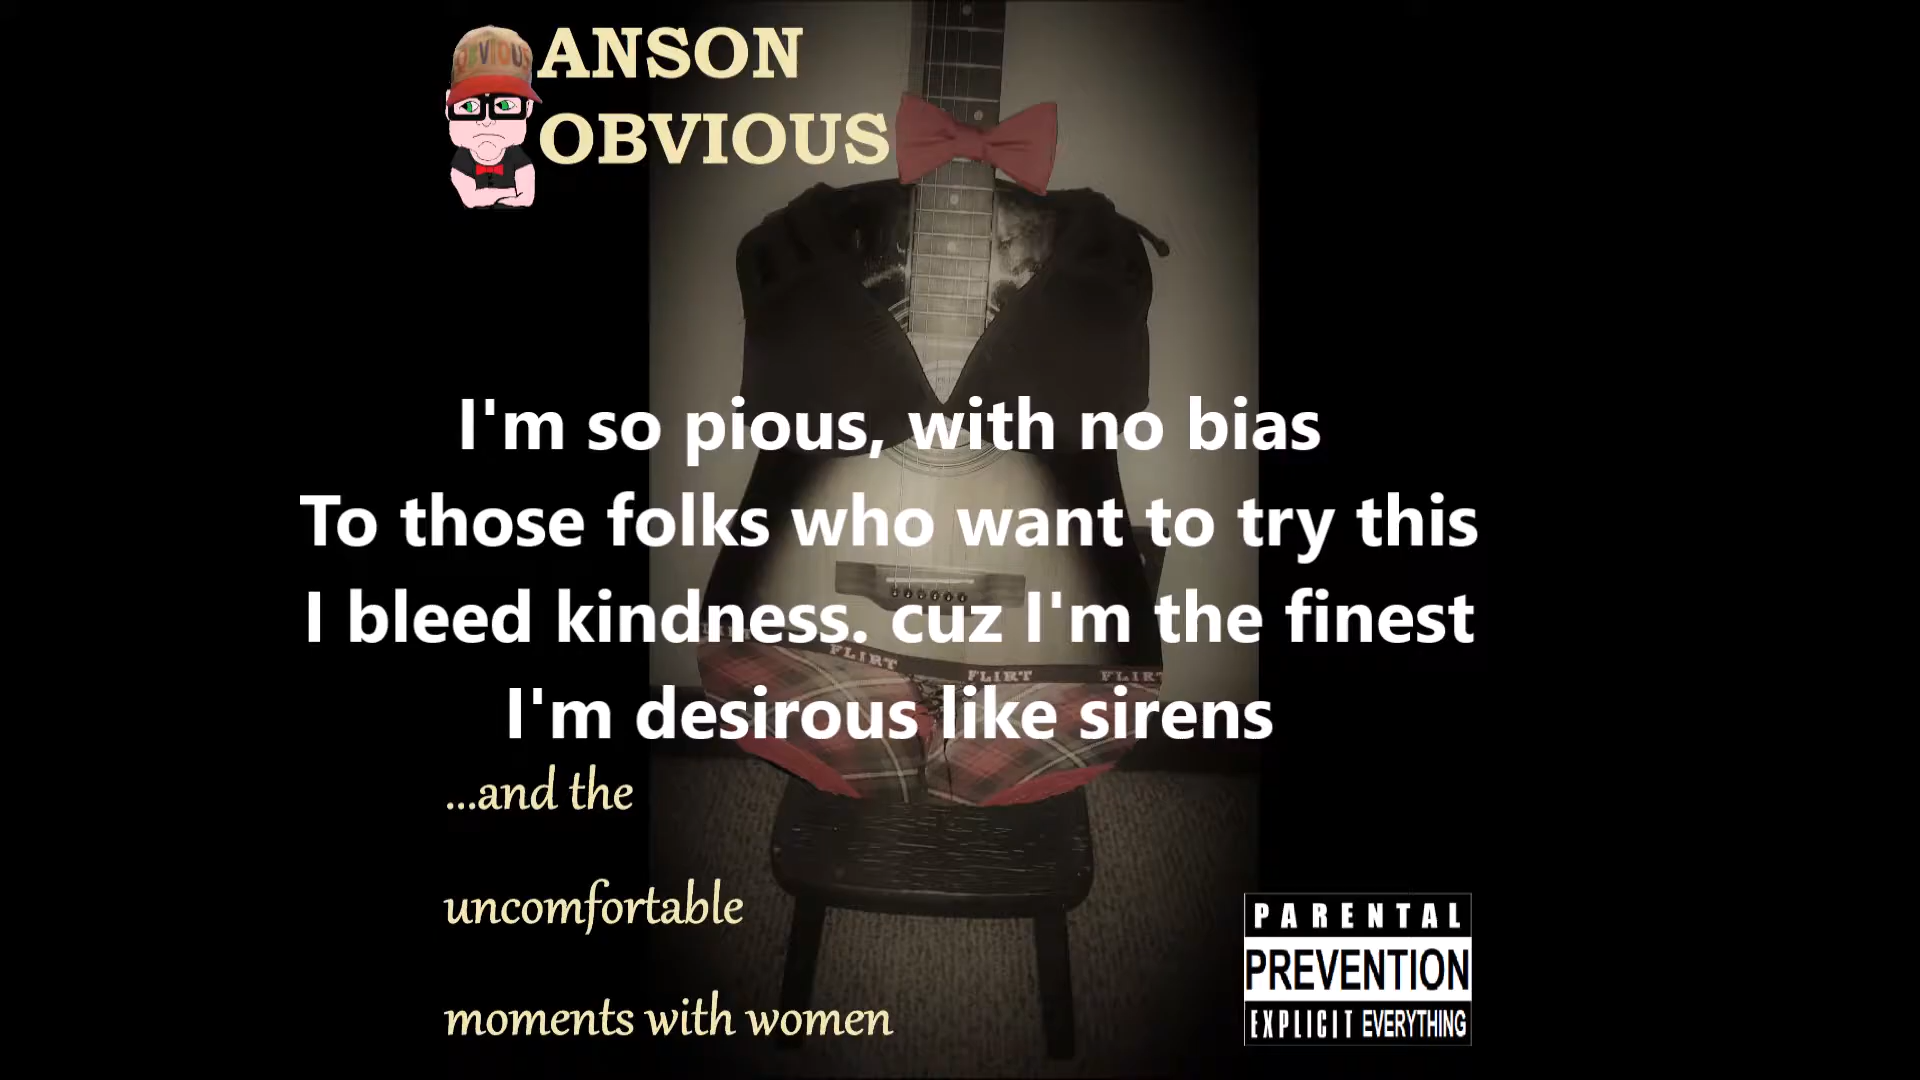 OBVIOUS
ANSON
OBVIOUS
I'm so pious, with no bias
To those folks who want to try this
I bleed kindness. cuz I'm the finest
I'm desirous like sirens
FLIRT
FLIRT
FLIRT
...and the
uncomfortable
moments with women
PARENTAL
PREVENTION
EXPLICIT EVERYTHING